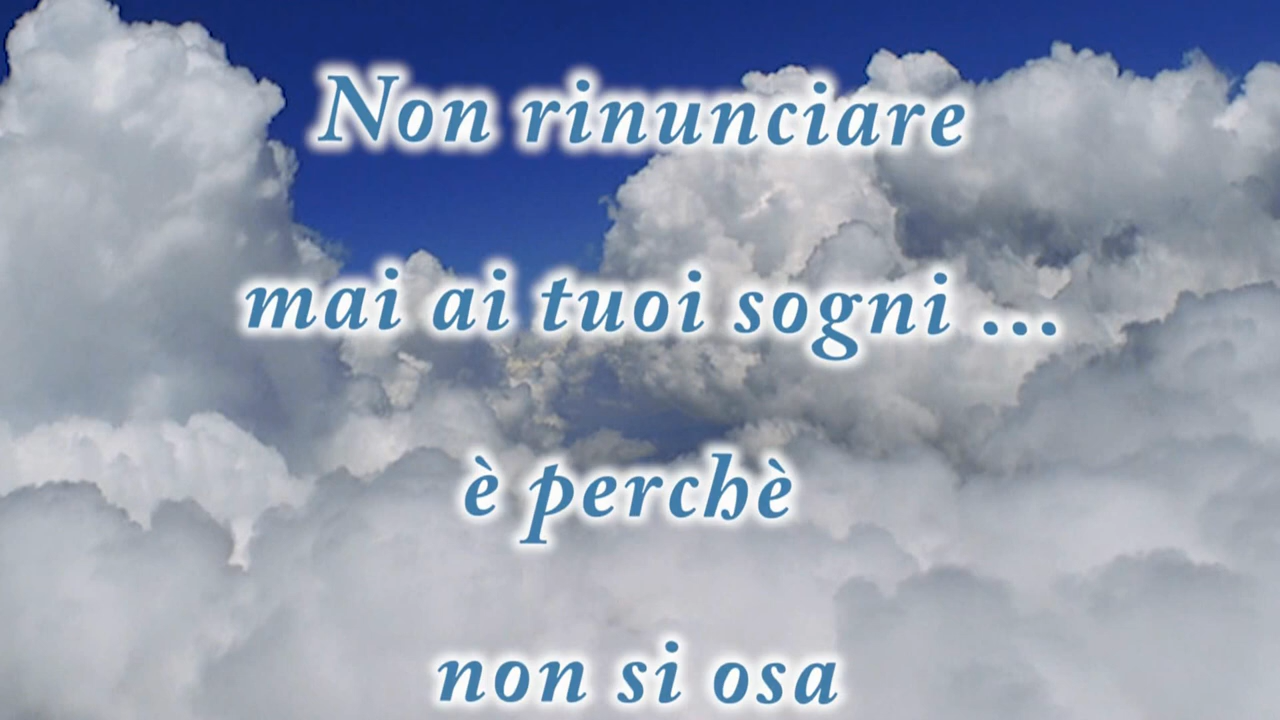 Non rinunciare
mai ai tuoi sogni ...
è perchè
non si osa